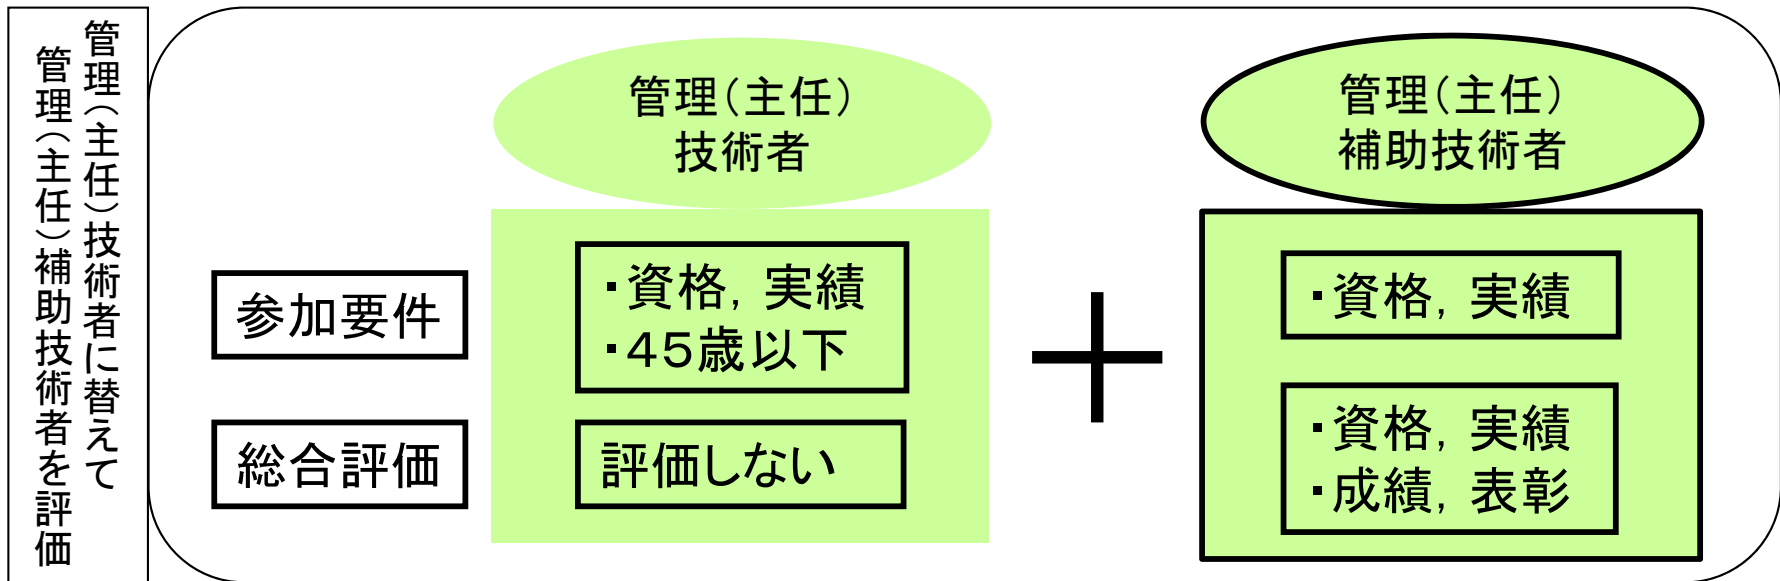 管理(主任)技術者に替えて
管理(主任)補助技術者を評価
管理(主任)
技術者
管理(主任)
補助技術者
参加要件
・資格，実績
・45歳以下
・資格，実績
総合評価
評価しない
・資格，実績
・成績，表彰